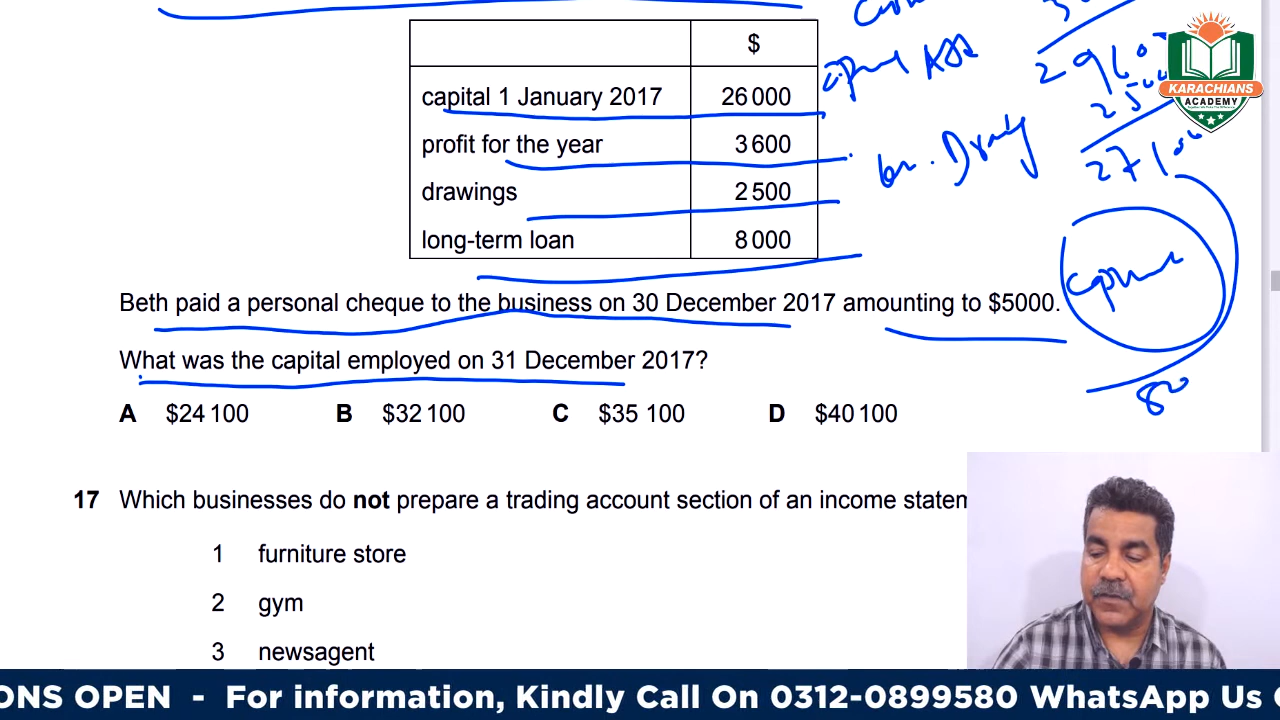 $
capital 1 January 2017 26 000
profit for the year 3 600
drawings 2 500
long-term loan 8 000
KARACHIANS
ACADEMY
Beth paid a personal cheque to the business on 30 December 2017 amounting to $5000.
What was the capital employed on 31 December 2017?
A $24 100 B $32 100 C $35 100 D $40 100
17 Which businesses do not prepare a trading account section of an income statem
1 furniture store
2 gym
3 newsagent
ONS OPEN - For information, Kindly Call On 0312-0899580 WhatsApp Us